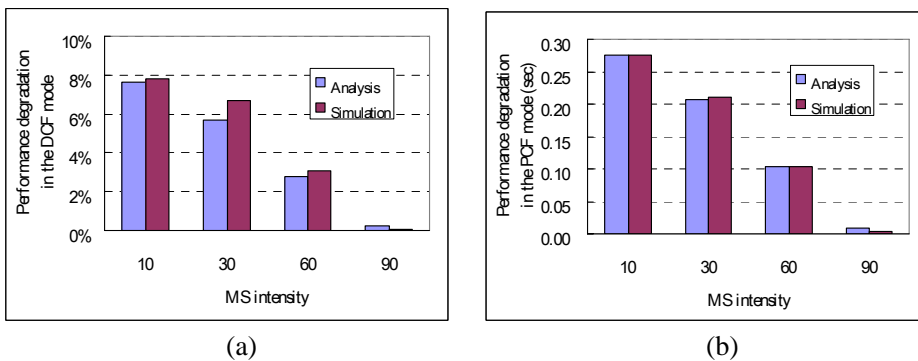 Performance degradation
in the DCF mode
10%
8%
6%
4%
2%
0%
Analysis
Simulation
10 30 60 90
MS intensity
(a)
Performance degradation
in the PCF mode (sec)
0.30
0.25
0.20
0.15
0.10
0.05
0.00
Analysis
Simulation
10 30 60 90
MS intensity
(b)